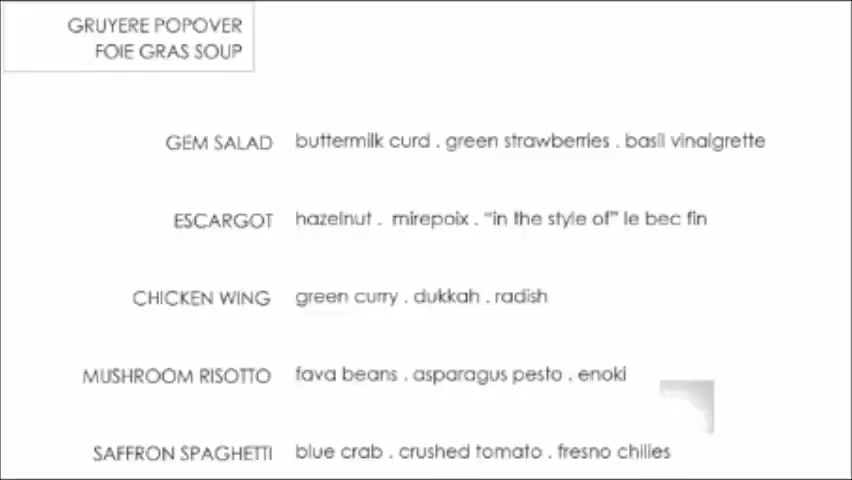 GRUYERE POPOVER
FOIE GRAS SOUP
GEM SALAD buttermilk curd . green strawberries . basil vinaigrette
ESCARGOT hazelnut . mirepoix . “in the style of” le bec fin
CHICKEN WING green curry . dukkah . radish
MUSHROOM RISOTTO fava beans . asparagus pesto . enoki
SAFFRON SPAGHETTI blue crab . crushed tomato . fresno chilies